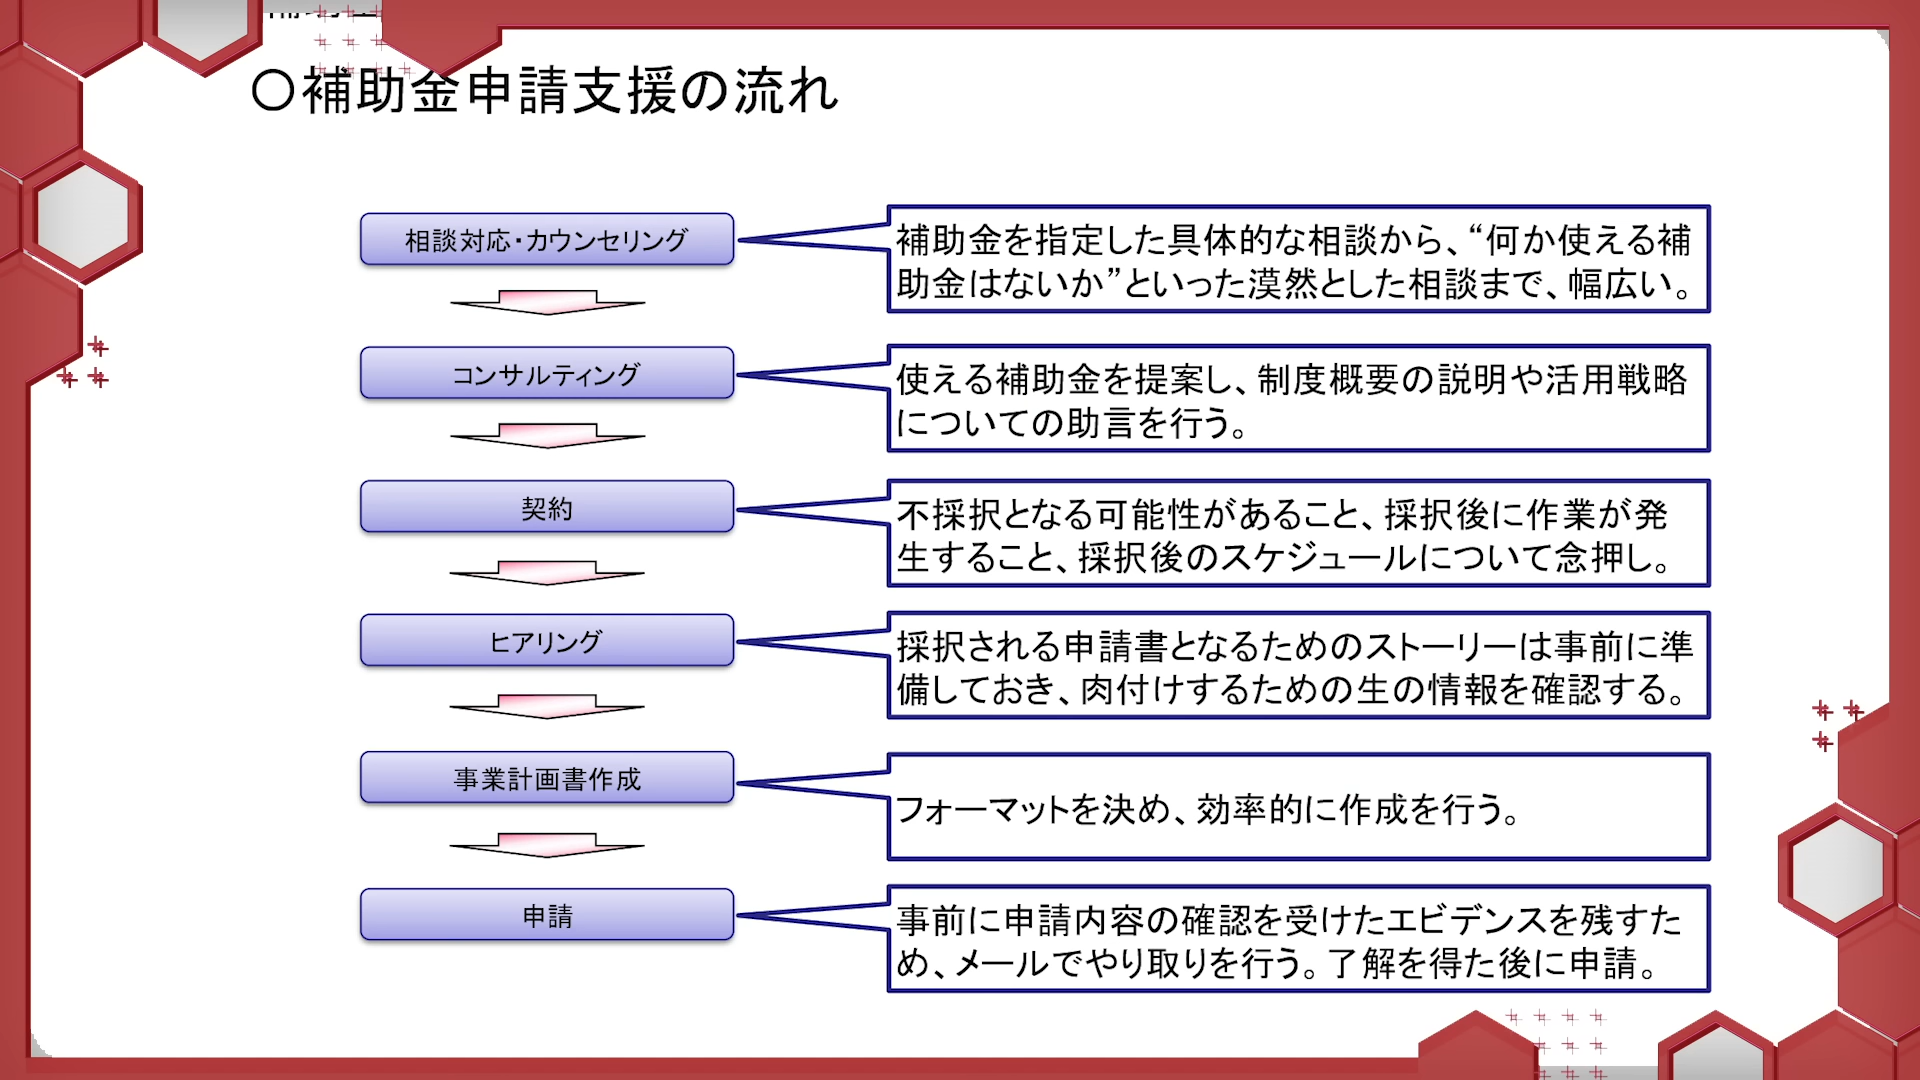 〇補助金申請支援の流れ
相談対応・カウンセリング
補助金を指定した具体的な相談から、“何か使える補
助金はないか”といった漠然とした相談まで、幅広い。
コンサルティング
使える補助金を提案し、制度概要の説明や活用戦略
についての助言を行う。
契約
不採択となる可能性があること、採択後に作業が発
生すること、採択後のスケジュールについて念押し。
ヒアリング
採択される申請書となるためのストーリーは事前に準
備しておき、肉付けするための生の情報を確認する。
事業計画書作成
フォーマットを決め、効率的に作成を行う。
申請
事前に申請内容の確認を受けたエビデンスを残すた
め、メールでやり取りを行う。了解を得た後に申請。